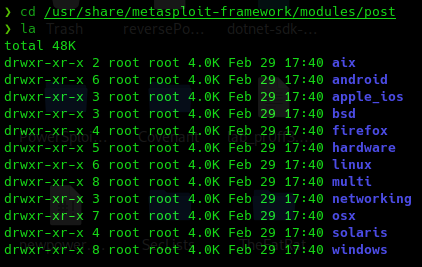 ❯ cd /usr/share/metasploit-framework/modules/post
❯ la
total 48K
drwxr-xr-x 2 root root 4.0K Feb 29 17:40 aix
drwxr-xr-x 6 root root 4.0K Feb 29 17:40 android
drwxr-xr-x 3 root root 4.0K Feb 29 17:40 apple_ios
drwxr-xr-x 3 root root 4.0K Feb 29 17:40 bsd
drwxr-xr-x 4 root root 4.0K Feb 29 17:40 firefox
drwxr-xr-x 5 root root 4.0K Feb 29 17:40 hardware
drwxr-xr-x 6 root root 4.0K Feb 29 17:40 linux
drwxr-xr-x 8 root root 4.0K Feb 29 17:40 multi
drwxr-xr-x 3 root root 4.0K Feb 29 17:40 networking
drwxr-xr-x 7 root root 4.0K Feb 29 17:40 osx
drwxr-xr-x 4 root root 4.0K Feb 29 17:40 solaris
drwxr-xr-x 8 root root 4.0K Feb 29 17:40 windows
Trash reversePo... dotnet-sdk-...